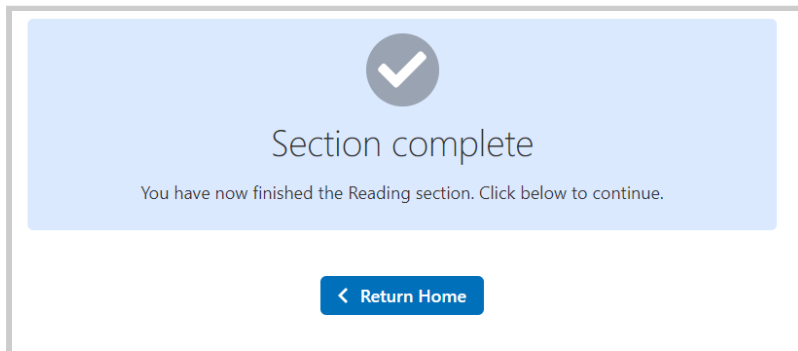 Section complete
You have now finished the Reading section. Click below to continue.
Return Home